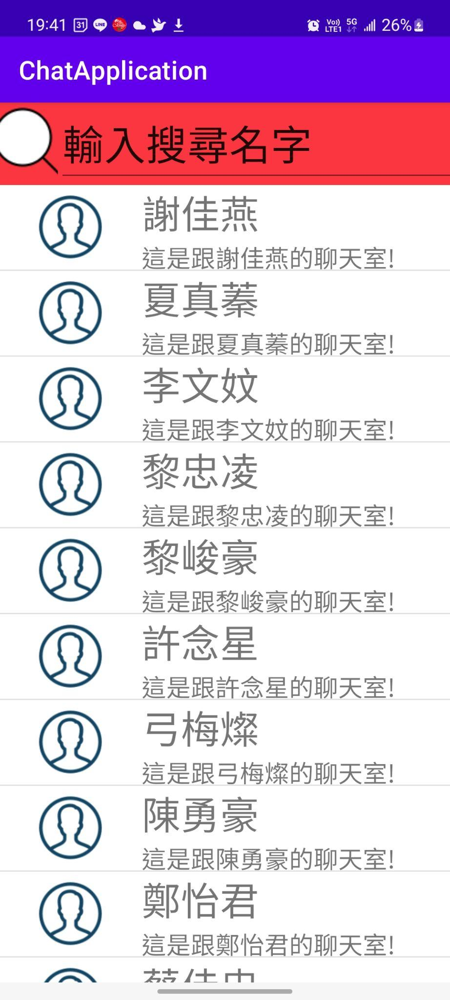 19:41 31 LINE Vo)) LTE1 5G 26%
ChatApplication
輸入搜尋名字
謝佳燕
這是跟謝佳燕的聊天室!
夏真蓁
這是跟夏真蓁的聊天室!
李文妏
這是跟李文妏的聊天室!
黎忠凌
這是跟黎忠凌的聊天室!
黎峻豪
這是跟黎峻豪的聊天室!
許念星
這是跟許念星的聊天室!
弓梅燦
這是跟弓梅燦的聊天室!
陳勇豪
這是跟陳勇豪的聊天室!
鄭怡君
這是跟鄭怡君的聊天室!